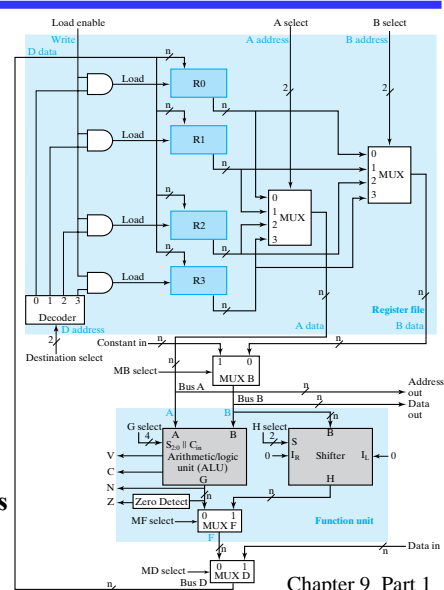 Load enable
A select
B select
Write
A address
B address
D data
n
Load
R0
n
2
2
n
Load
R1
n
0
1
2
3
MUX
0
1
2
3
MUX
n
Load
R2
n
n
Load
R3
n
n
n
0 1 2 3
Decoder
D address
2
Destination select
Register file
A data
B data
Constant in
n
n
n
1 0
MUX B
MB select
Bus A
Bus B
n
n
Address
out
Data
out
A
B
n
G select
4
A
B
S2:0 || Cin
Arithmetic/logic
unit (ALU)
G
H select
2
B
S
0
IR
IL
0
Shifter
H
V
C
N
Z
Zero Detect
n
n
MF select
0 1
MUX F
F
Function unit
n
n
Data in
MD select
0 1
MUX D
n
Bus D
s
Chapter 9 Part 1